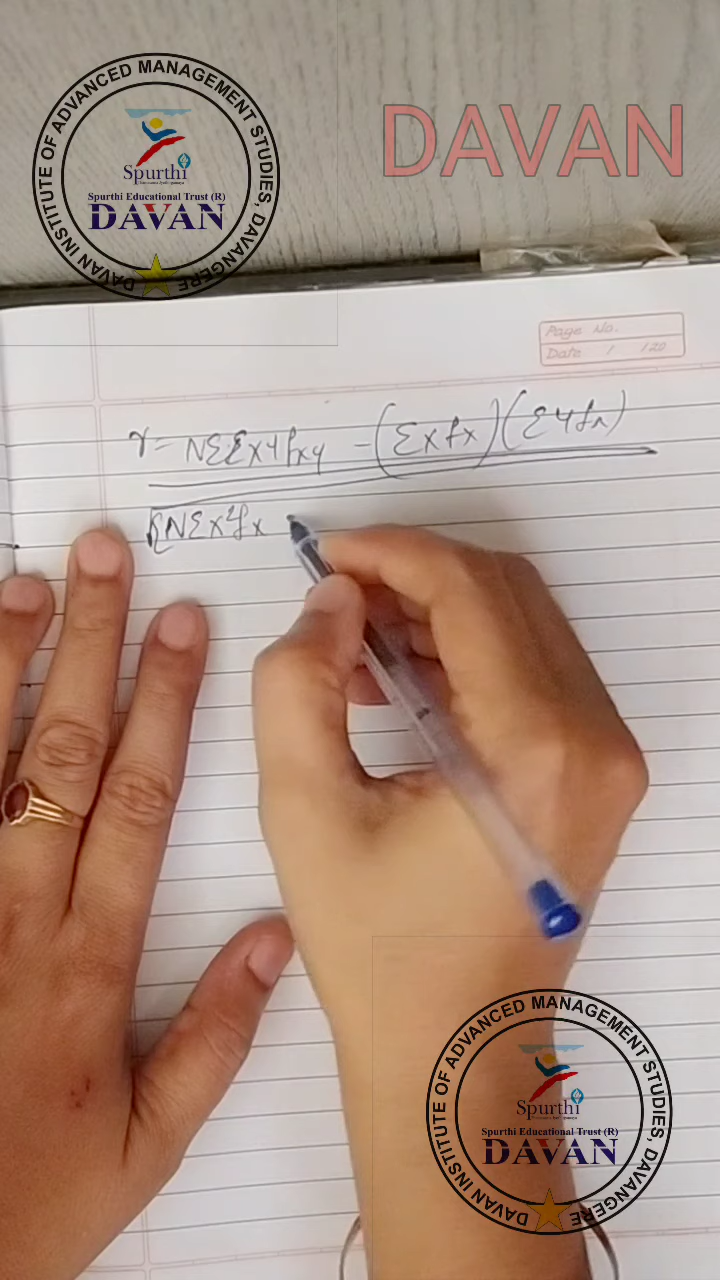 DAVAN INSTITUTE OF ADVANCED MANAGEMENT STUDIES, DAVANGERE
Spurthi
Spurthi Educational Trust (R)
DAVAN
DAVAN
Page No.
Date / /20
r = NΣΣxyfxy - (Σxfx)(Σyfx)
[NΣx²fx
DAVAN INSTITUTE OF ADVANCED MANAGEMENT STUDIES, DAVANGERE
Spurthi
Spurthi Educational Trust (R)
DAVAN